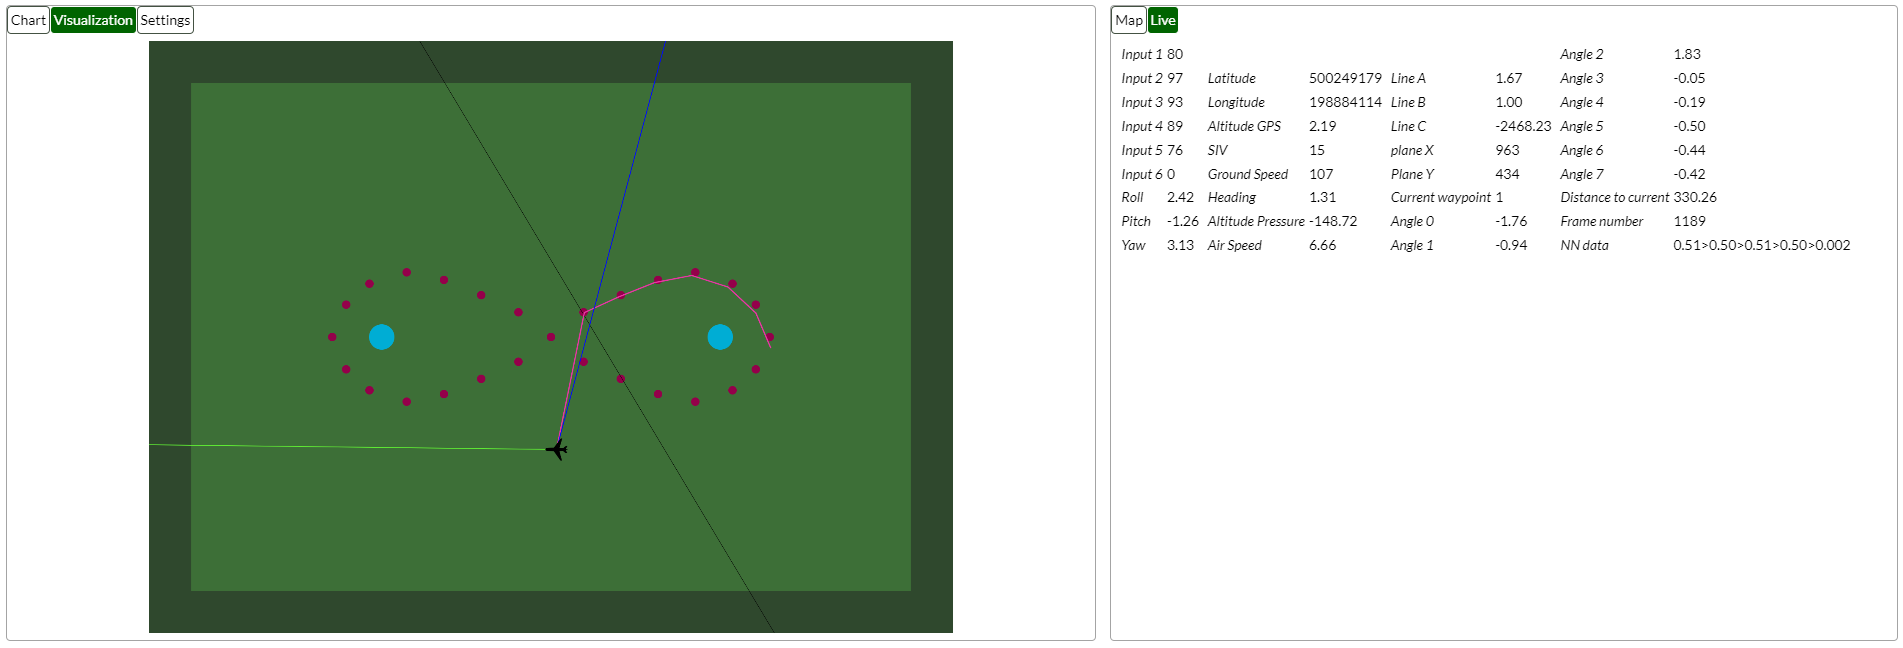 Chart Visualization Settings
Map Live
Input 1 80 Angle 2 1.83
Input 2 97 Latitude 500249179 Line A 1.67 Angle 3 -0.05
Input 3 93 Longitude 198884114 Line B 1.00 Angle 4 -0.19
Input 4 89 Altitude GPS 2.19 Line C -2468.23 Angle 5 -0.50
Input 5 76 SIV 15 plane X 963 Angle 6 -0.44
Input 6 0 Ground Speed 107 Plane Y 434 Angle 7 -0.42
Roll 2.42 Heading 1.31 Current waypoint 1 Distance to current 330.26
Pitch -1.26 Altitude Pressure -148.72 Angle 0 -1.76 Frame number 1189
Yaw 3.13 Air Speed 6.66 Angle 1 -0.94 NN data 0.51>0.50>0.51>0.50>0.002